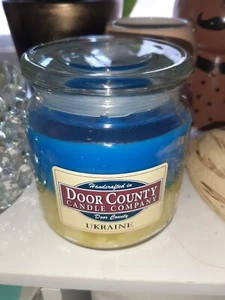 Handcrafted in
DOOR COUNTY
CANDLE COMPANY
Door County
UKRAINE